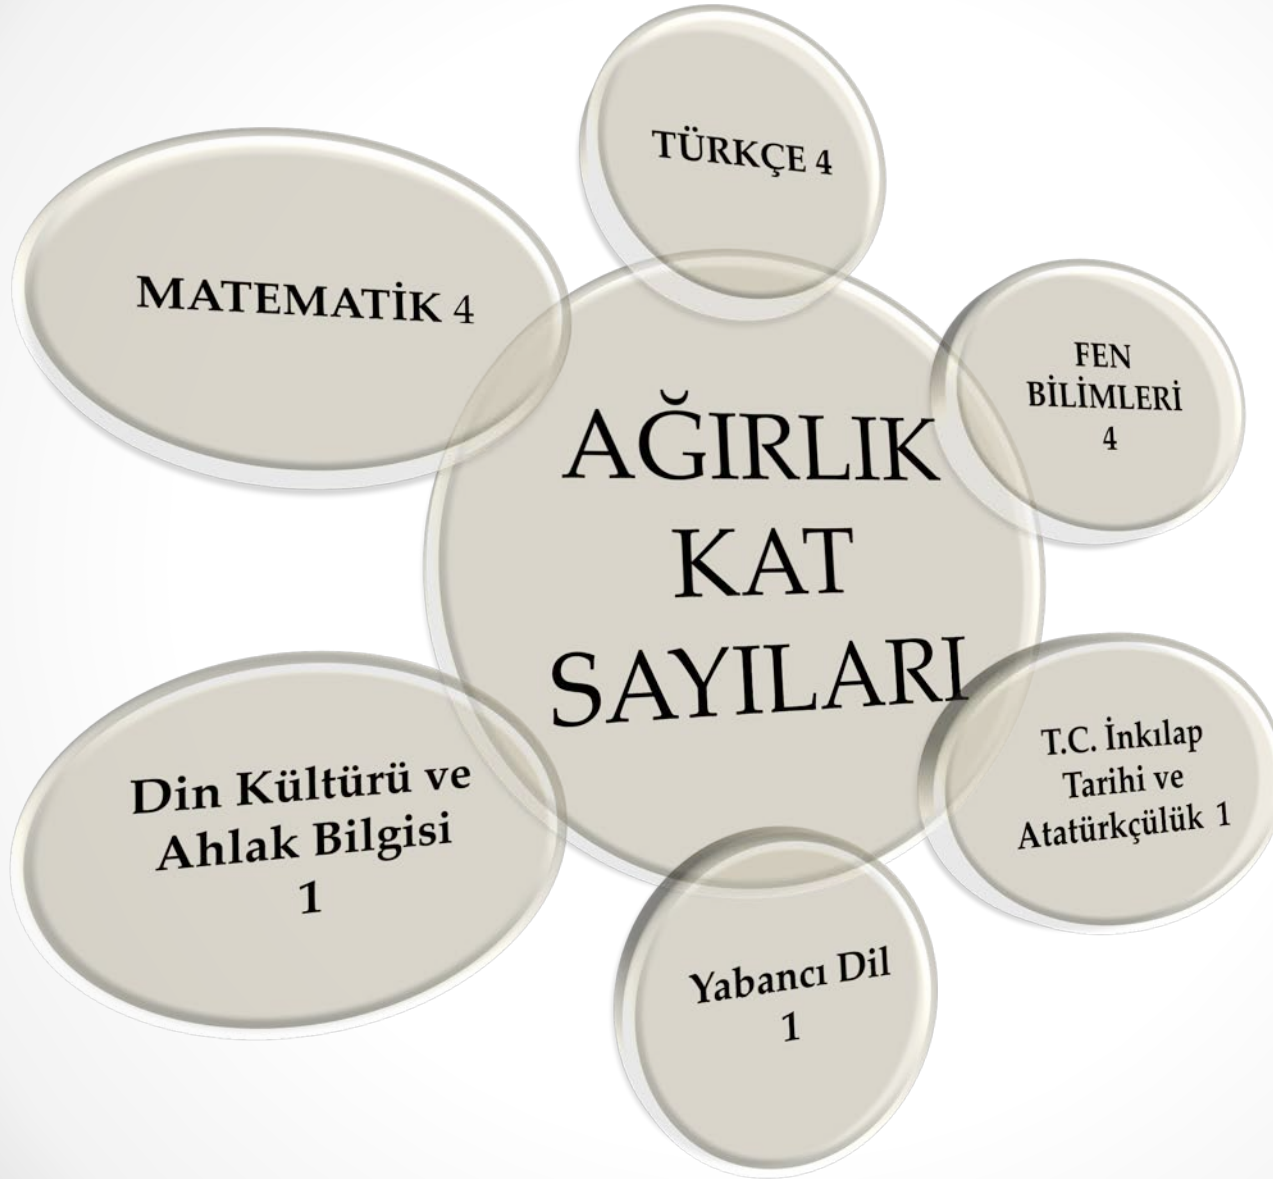 TÜRKÇE 4
MATEMATİK 4
FEN
BİLİMLERİ
4
AĞIRLIK
KAT
SAYILARI
T.C. İnkılap
Tarihi ve
Atatürkçülük 1
Din Kültürü ve
Ahlak Bilgisi
1
Yabancı Dil
1